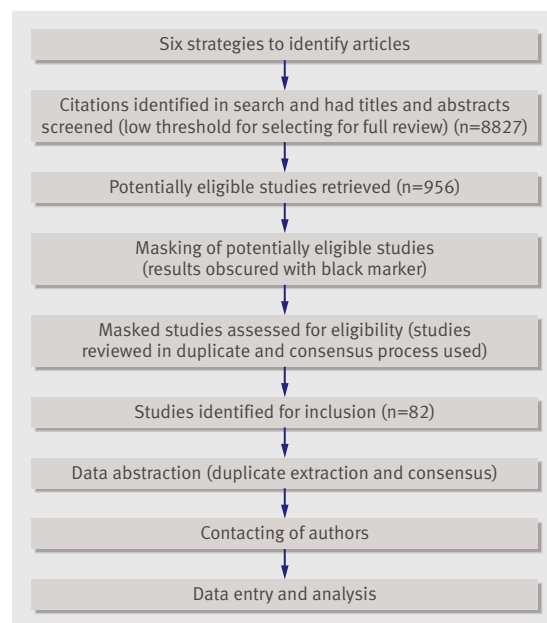 Six strategies to identify articles
Citations identified in search and had titles and abstracts
screened (low threshold for selecting for full review) (n=8827)
Potentially eligible studies retrieved (n=956)
Masking of potentially eligible studies
(results obscured with black marker)
Masked studies assessed for eligibility (studies
reviewed in duplicate and consensus process used)
Studies identified for inclusion (n=82)
Data abstraction (duplicate extraction and consensus)
Contacting of authors
Data entry and analysis